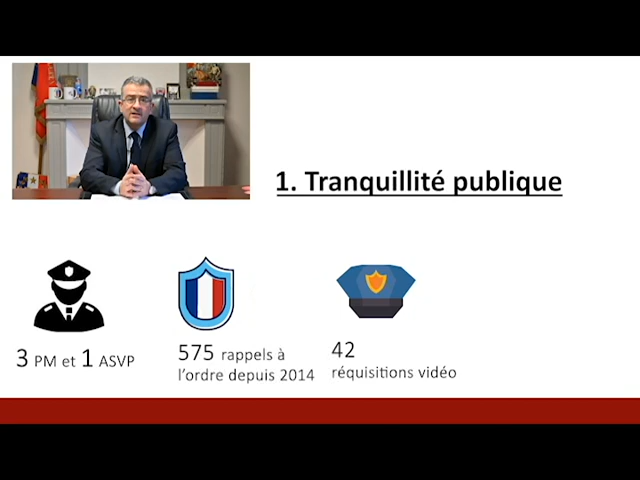 1. Tranquillité publique
3 PM et 1 ASVP
575 rappels à
l'ordre depuis 2014
42
réquisitions vidéo